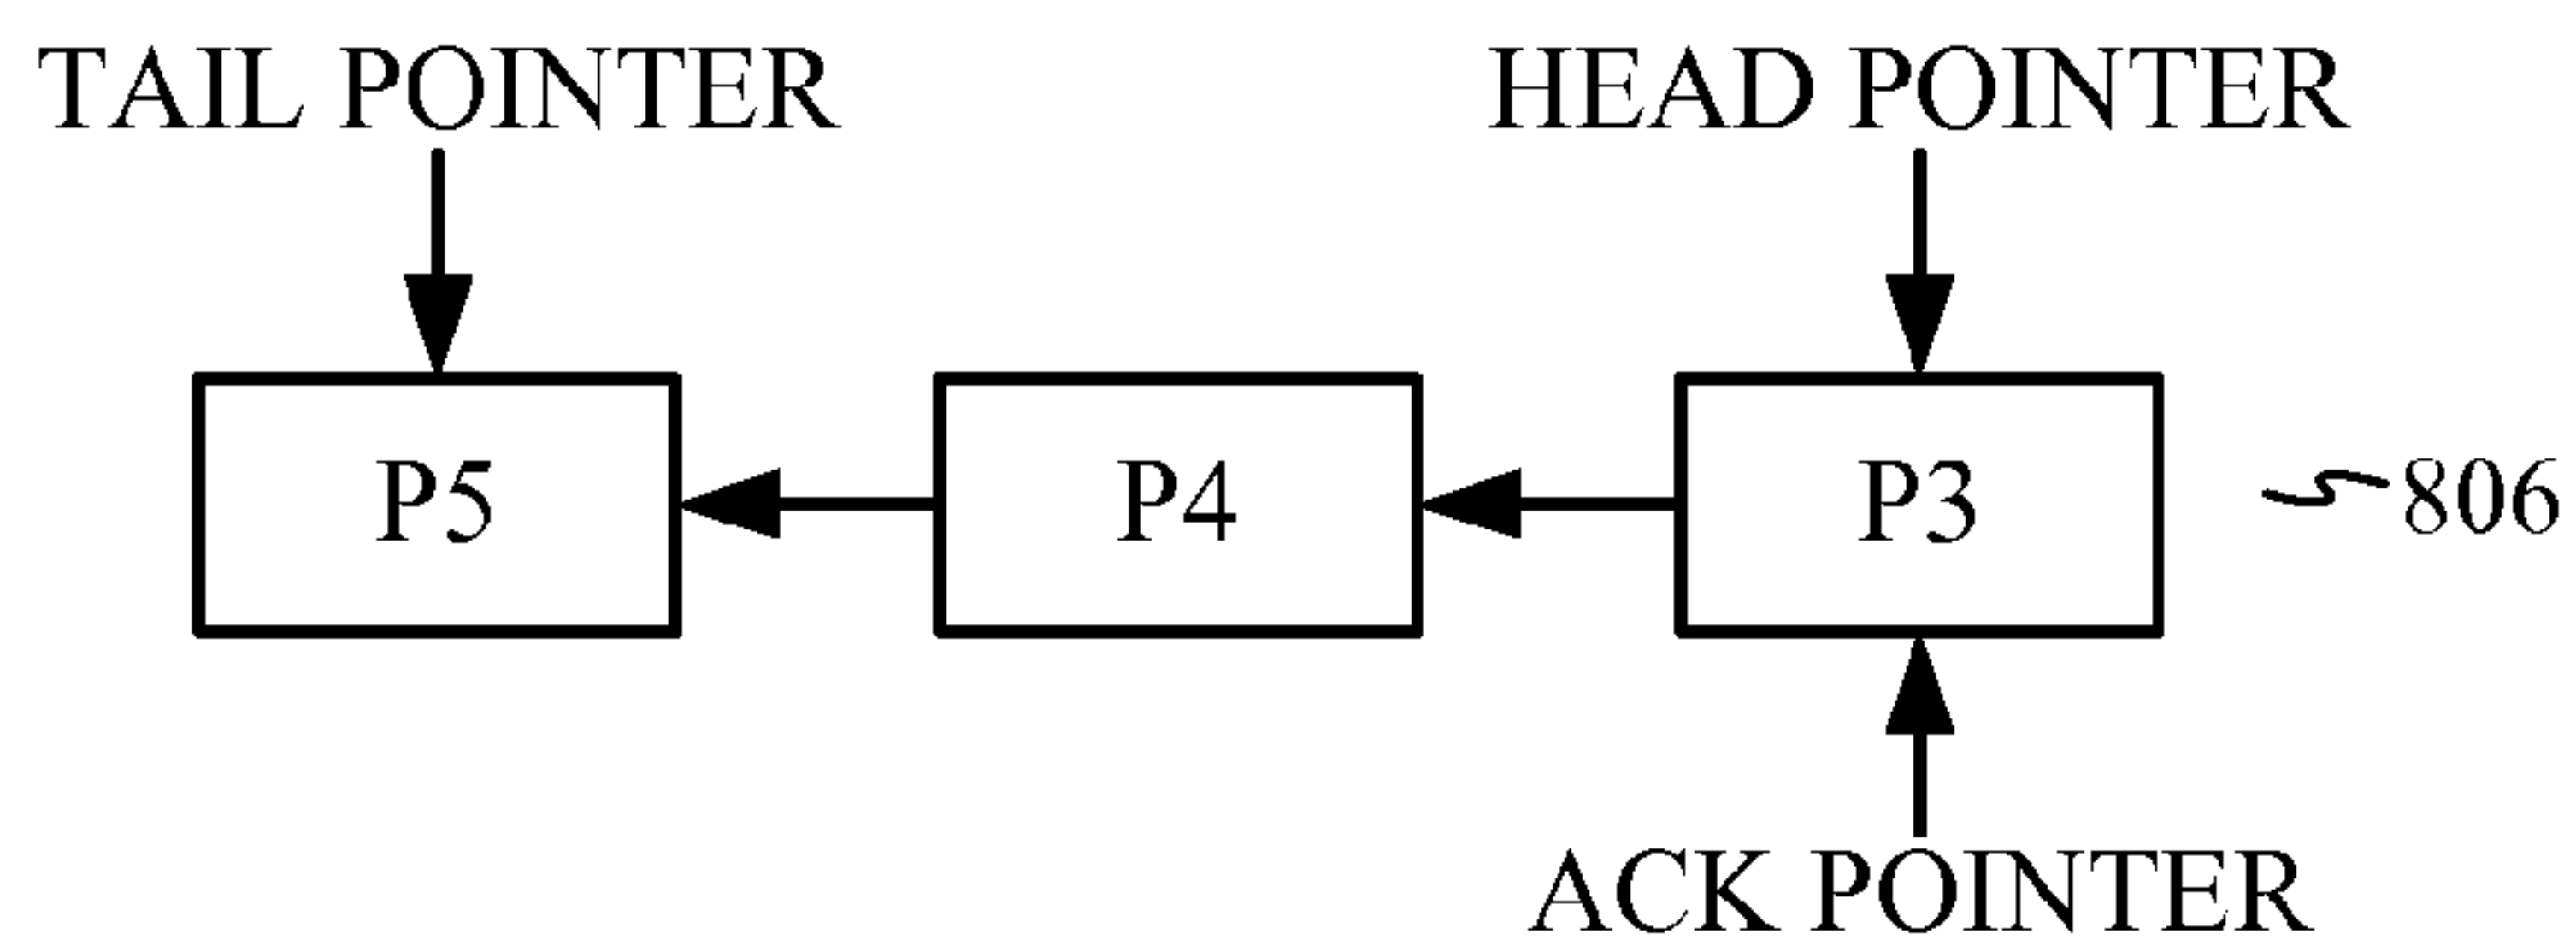 TAIL POINTER
HEAD POINTER
P5
P4
P3
806
ACK POINTER